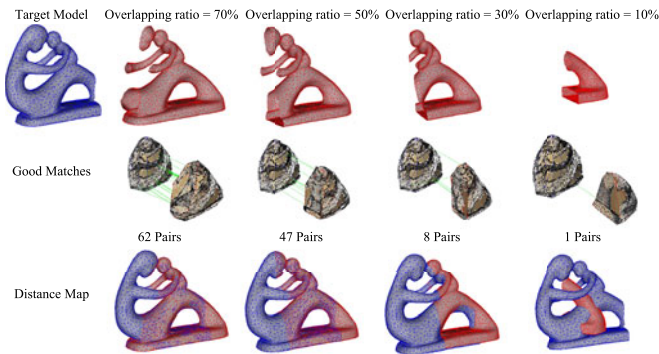 Target Model Overlapping ratio = 70% Overlapping ratio = 50% Overlapping ratio = 30% Overlapping ratio = 10%
Good Matches
62 Pairs 47 Pairs 8 Pairs 1 Pairs
Distance Map